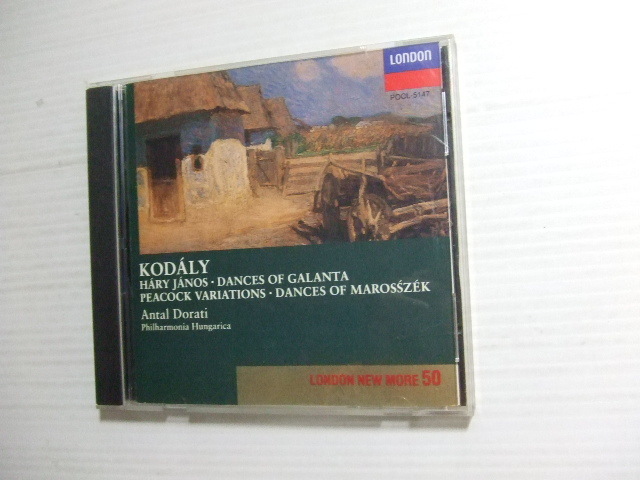 LONDON
POCL-5147
KODÁLY
HÁRY JÁNOS · DANCES OF GALANTA
PEACOCK VARIATIONS · DANCES OF MAROSSZÉK
Antal Dorati
Philharmonia Hungarica
LONDON NEW MORE 50